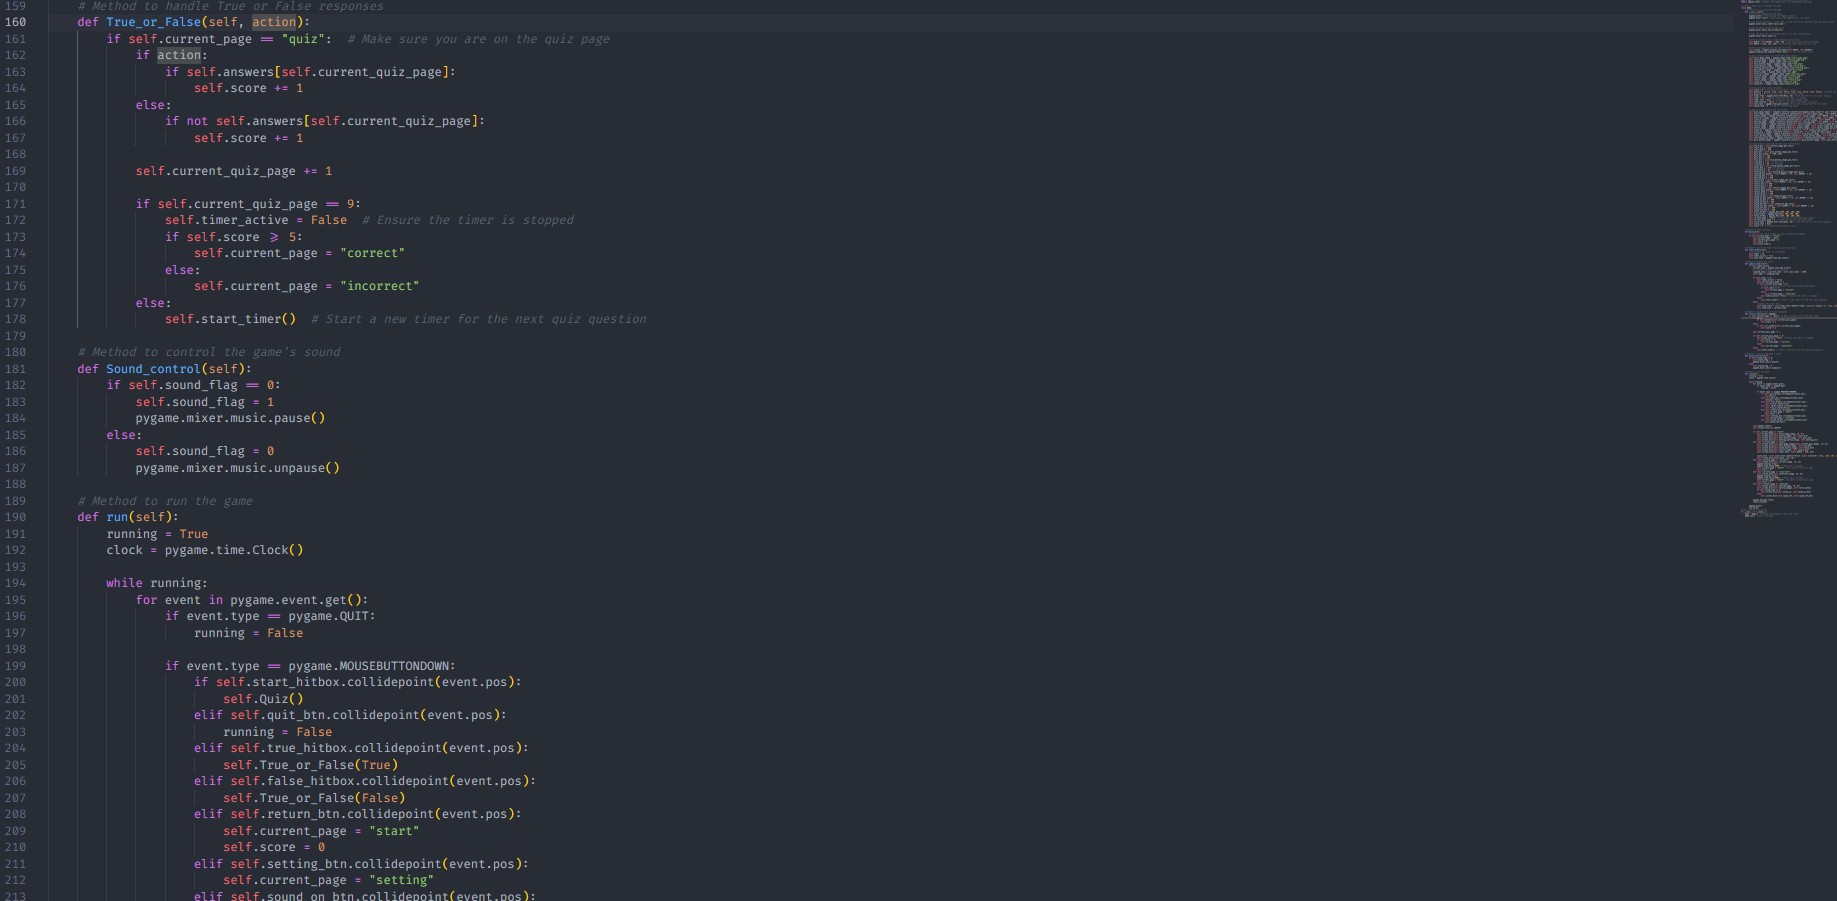 159 # Method to handle True or False responses
160 def True_or_False(self, action):
161 if self.current_page == "quiz": # Make sure you are on the quiz page
162 if action:
163 if self.answers[self.current_quiz_page]:
164 self.score += 1
165 else:
166 if not self.answers[self.current_quiz_page]:
167 self.score += 1
168
169 self.current_quiz_page += 1
170
171 if self.current_quiz_page == 9:
172 self.timer_active = False # Ensure the timer is stopped
173 if self.score >= 5:
174 self.current_page = "correct"
175 else:
176 self.current_page = "incorrect"
177 else:
178 self.start_timer() # Start a new timer for the next quiz question
179
180 # Method to control the game's sound
181 def Sound_control(self):
182 if self.sound_flag == 0:
183 self.sound_flag = 1
184 pygame.mixer.music.pause()
185 else:
186 self.sound_flag = 0
187 pygame.mixer.music.unpause()
188
189 # Method to run the game
190 def run(self):
191 running = True
192 clock = pygame.time.Clock()
193
194 while running:
195 for event in pygame.event.get():
196 if event.type == pygame.QUIT:
197 running = False
198
199 if event.type == pygame.MOUSEBUTTONDOWN:
200 if self.start_hitbox.collidepoint(event.pos):
201 self.Quiz()
202 elif self.quit_btn.collidepoint(event.pos):
203 running = False
204 elif self.true_hitbox.collidepoint(event.pos):
205 self.True_or_False(True)
206 elif self.false_hitbox.collidepoint(event.pos):
207 self.True_or_False(False)
208 elif self.return_btn.collidepoint(event.pos):
209 self.current_page = "start"
210 self.score = 0
211 elif self.setting_btn.collidepoint(event.pos):
212 self.current_page = "setting"
213 elif self.sound_on_btn.collidepoint(event.pos):